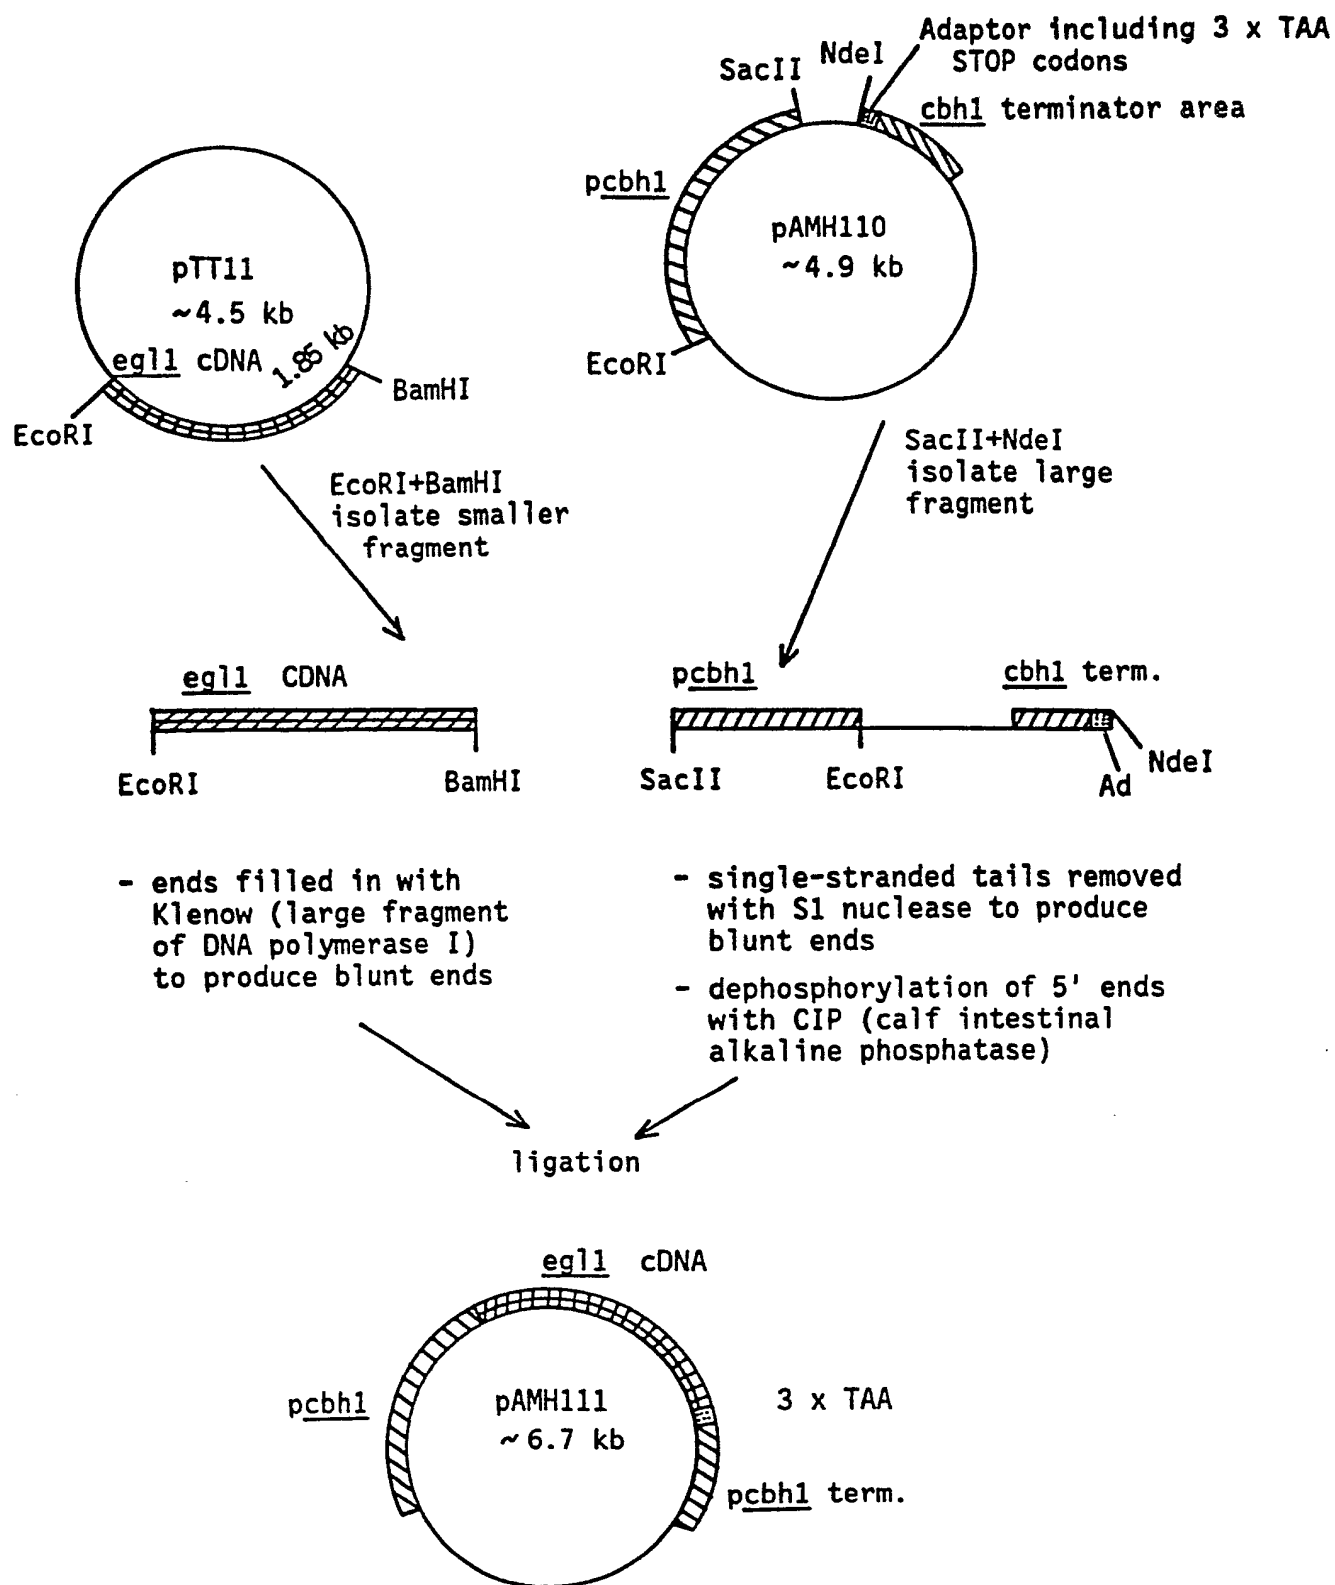 Adaptor including 3 x TAA
STOP codons
SacII
NdeI
cbh1 terminator area
pcbh1
pAMH110
~4.9 kb
EcoRI
pTT11
~4.5 kb
egl1 cDNA
1.85 kb
BamHI
EcoRI
EcoRI+BamHI
isolate smaller
fragment
SacII+NdeI
isolate large
fragment
egl1 CDNA
EcoRI
BamHI
pcbh1
cbh1 term.
SacII
EcoRI
Ad
NdeI
- ends filled in with
Klenow (large fragment
of DNA polymerase I)
to produce blunt ends
- single-stranded tails removed
with S1 nuclease to produce
blunt ends
- dephosphorylation of 5' ends
with CIP (calf intestinal
alkaline phosphatase)
ligation
egl1 cDNA
pcbh1
pAMH111
~6.7 kb
3 x TAA
pcbh1 term.